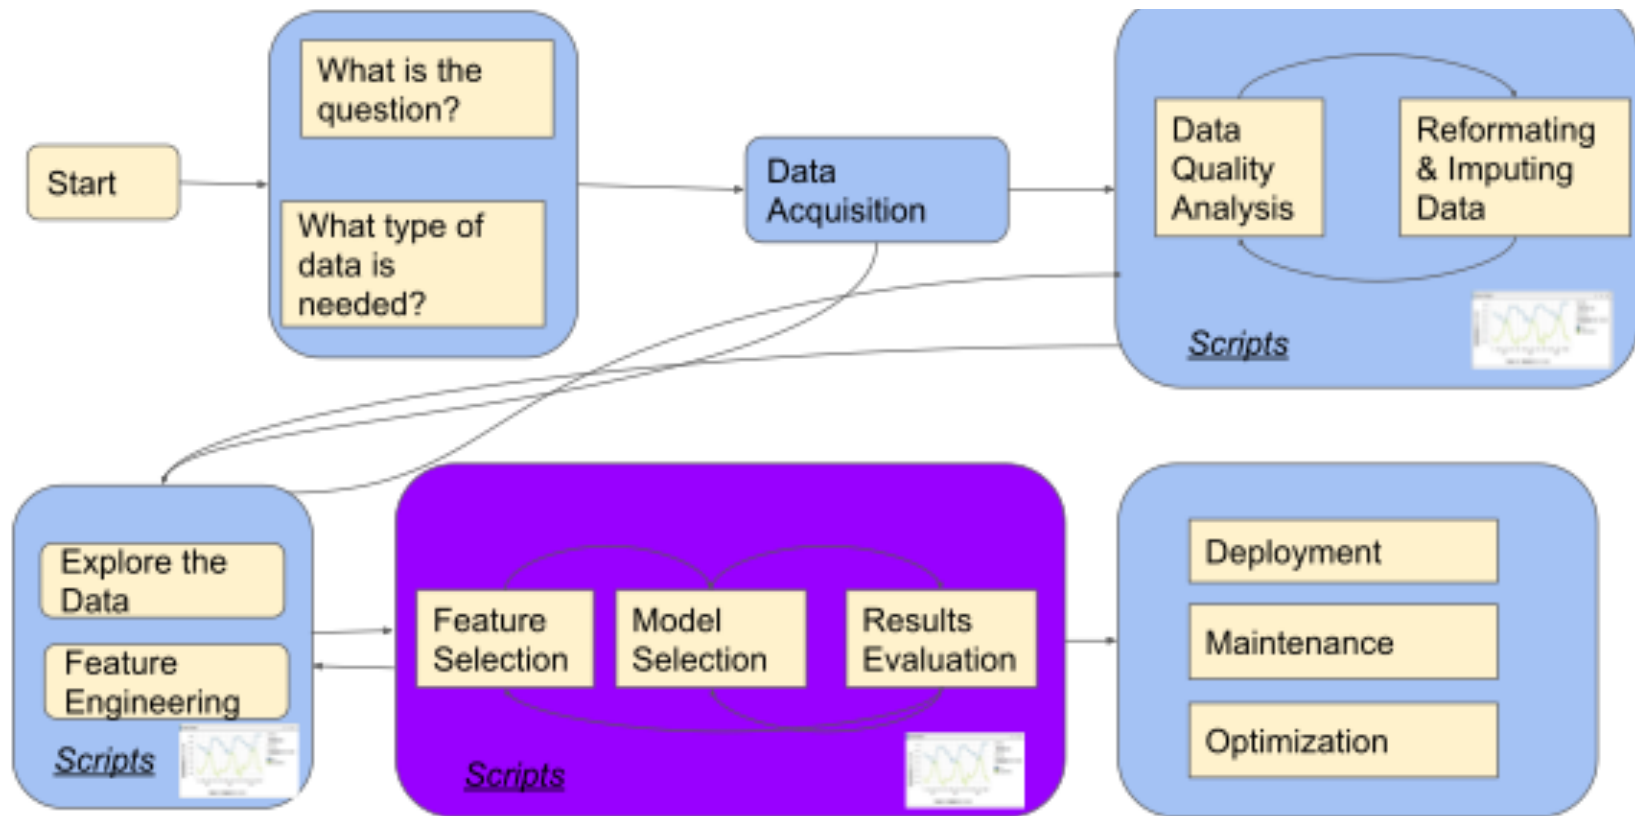 What is the
question?
Start
What type of
data is
needed?
Data
Acquisition
Data
Quality
Analysis
Reformating
& Imputing
Data
Scripts
Explore the
Data
Feature
Engineering
Scripts
Feature
Selection
Model
Selection
Results
Evaluation
Scripts
Deployment
Maintenance
Optimization